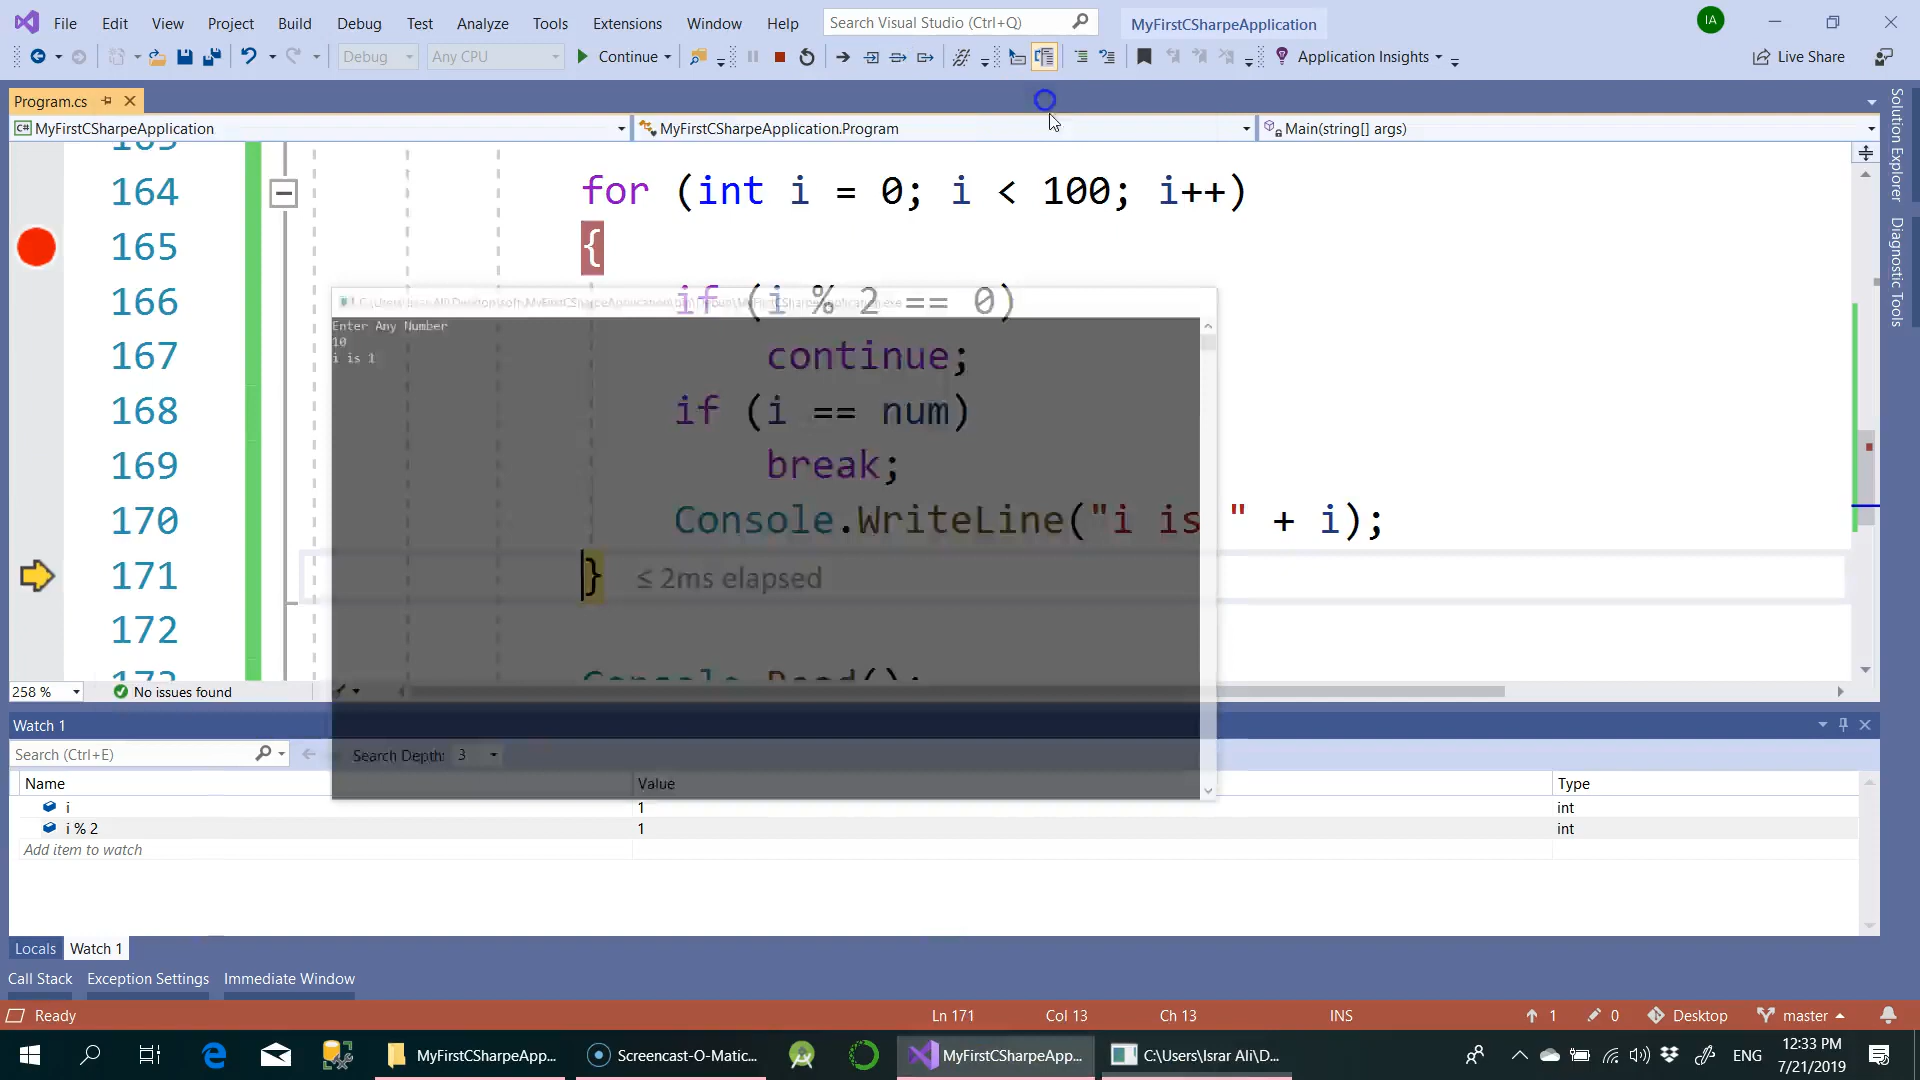 File Edit View Project Build Debug Test Analyze Tools Extensions Window Help Search Visual Studio (Ctrl+Q) MyFirstCSharpeApplication IA
Debug Any CPU Continue Application Insights Live Share
Program.cs
MyFirstCSharpeApplication MyFirstCSharpeApplication.Program Main(string[] args)
164 for (int i = 0; i < 100; i++)
165 {
166 if (i % 2 == 0)
167 continue;
168 if (i == num)
169 break;
170 Console.WriteLine("i is " + i);
171 } ≤ 2ms elapsed
172
Enter Any Number
10
i is 1
Solution Explorer
Diagnostic Tools
258 % No issues found
Watch 1
Search (Ctrl+E) Search Depth: 3
Name Value Type
i 1 int
i % 2 1 int
Add item to watch
Locals Watch 1
Call Stack Exception Settings Immediate Window
Ready Ln 171 Col 13 Ch 13 INS 1 0 Desktop master
MyFirstCSharpeApp... Screencast-O-Matic... MyFirstCSharpeApp... C:\Users\Israr Ali\D... ENG 12:33 PM
7/21/2019